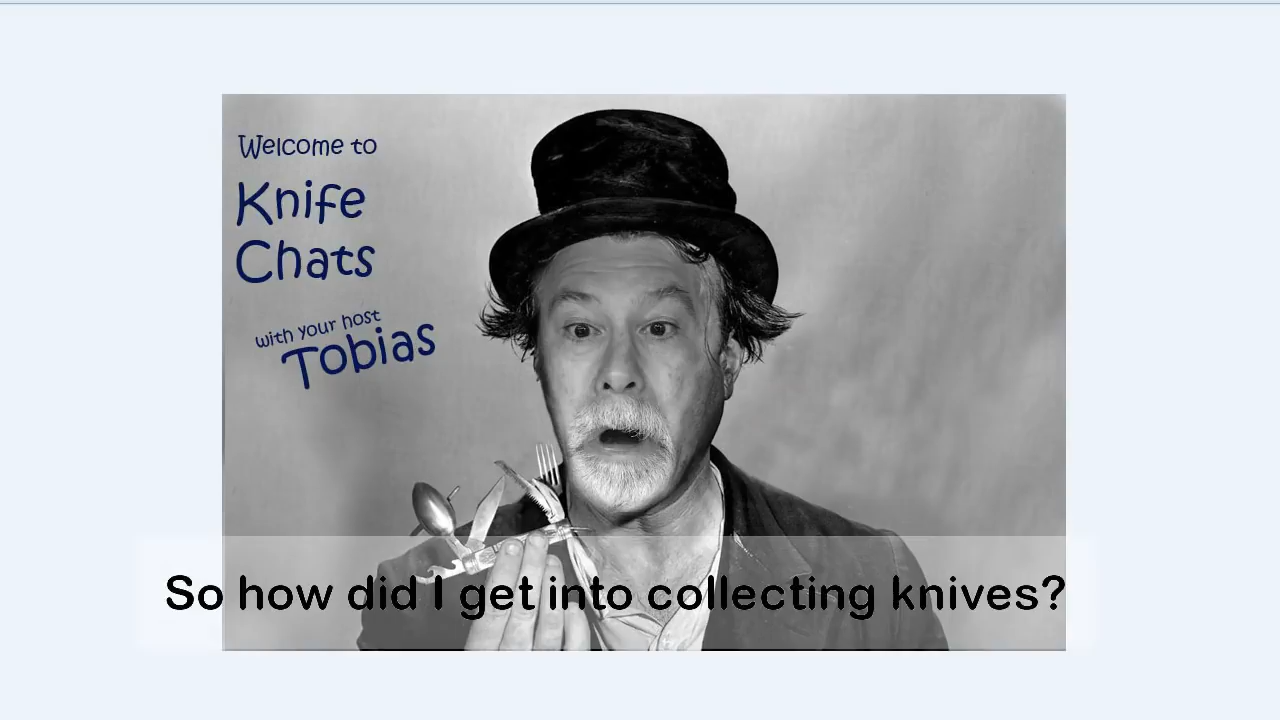 Welcome to
Knife
Chats
with your host
Tobias
So how did I get into collecting knives?